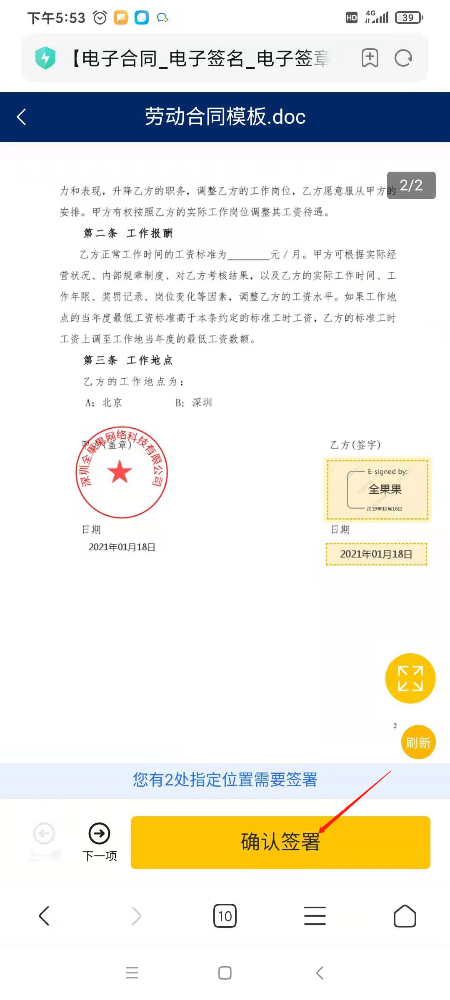 下午5:53
HD
4G
39
【电子合同_电子签名_电子签章
劳动合同模板.doc
2/2
力和表现，升降乙方的职务，调整乙方的工作岗位，乙方愿意服从甲方的
安排。甲方有权按照乙方的实际工作岗位调整其工资待遇。
第二条 工作报酬
乙方正常工作时间的工资标准为________元/月。甲方可根据实际经
营状况、内部规章制度、对乙方考核结果，以及乙方的实际工作时间、工
作年限、奖罚记录、岗位变化等因素，调整乙方的工资水平。如果工作地
点的当年度最低工资标准高于本条约定的标准工时工资，乙方的标准工时
工资上调至工作地当年度的最低工资数额。
第三条 工作地点
乙方的工作地点为：
A：北京 B：深圳
甲方(盖章)
深圳全果果网络科技有限公司
乙方(签字)
E-signed by:
全果果
2019年10月16日
日期
日期
2021年01月18日
2021年01月18日
2
刷新
您有2处指定位置需要签署
上一项
下一项
确认签署
10